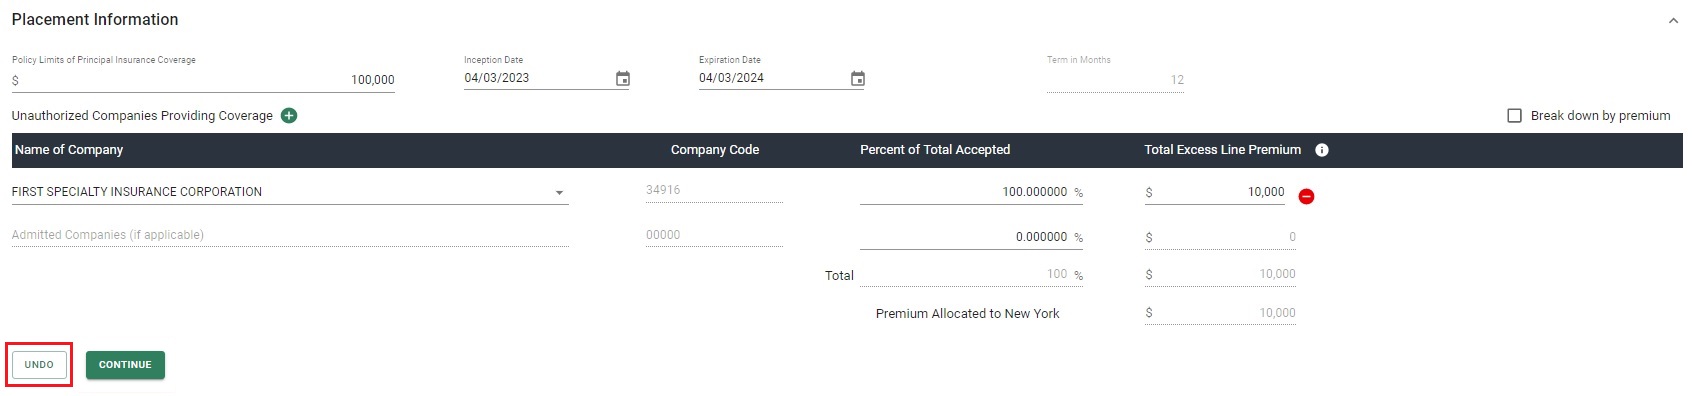 Placement Information
Policy Limits of Principal Insurance Coverage Inception Date Expiration Date Term in Months
$ 100,000 04/03/2023 04/03/2024 12
Unauthorized Companies Providing Coverage Break down by premium
Name of Company Company Code Percent of Total Accepted Total Excess Line Premium
FIRST SPECIALTY INSURANCE CORPORATION 34916 100.000000 % $ 10,000
Admitted Companies (if applicable) 00000 0.000000 % $ 0
Total 100 % $ 10,000
Premium Allocated to New York $ 10,000
UNDO CONTINUE